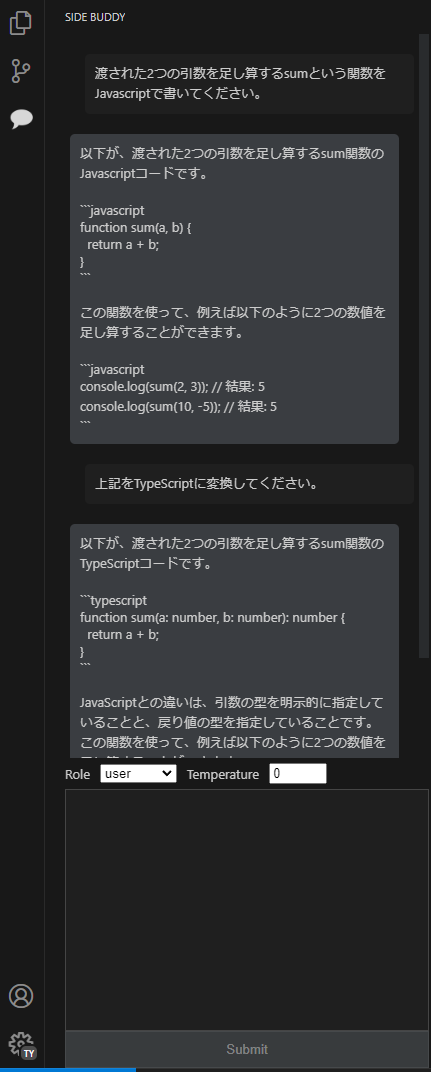 SIDE BUDDY
渡された2つの引数を足し算するsumという関数を
Javascriptで書いてください。
以下が、渡された2つの引数を足し算するsum関数の
Javascriptコードです。
```javascript
function sum(a, b) {
  return a + b;
}
```
この関数を使って、例えば以下のように2つの数値を
足し算することができます。
```javascript
console.log(sum(2, 3)); // 結果: 5
console.log(sum(10, -5)); // 結果: 5
```
上記をTypeScriptに変換してください。
以下が、渡された2つの引数を足し算するsum関数の
TypeScriptコードです。
```typescript
function sum(a: number, b: number): number {
  return a + b;
}
```
JavaScriptとの違いは、引数の型を明示的に指定して
いることと、戻り値の型を指定していることです。
この関数を使って、例えば以下のように2つの数値を
Role user Temperature 0
Submit
TY